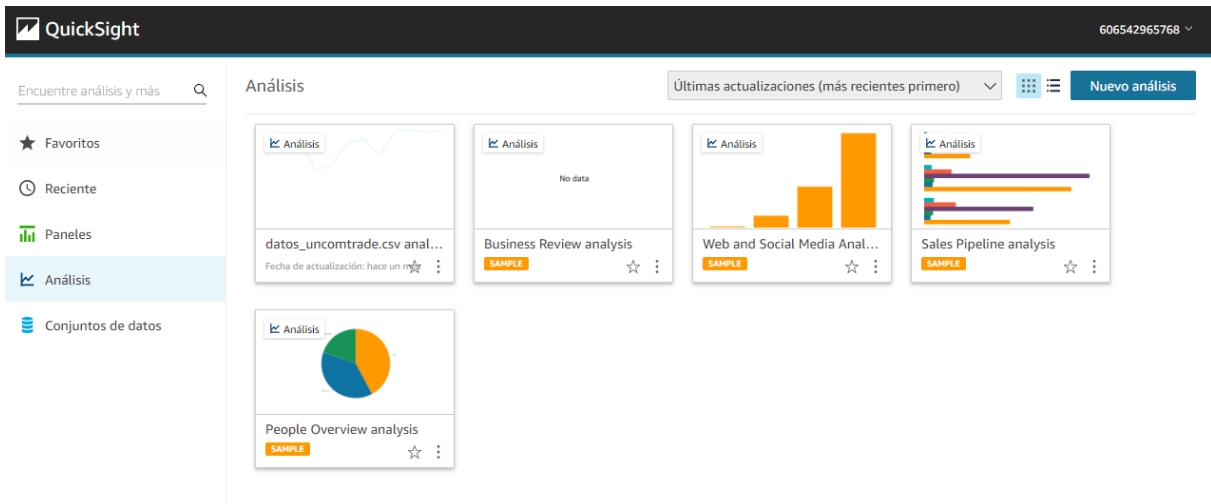 QuickSight
606542965768
Encuentre análisis y más
Análisis
Últimas actualizaciones (más recientes primero)
Nuevo análisis
Favoritos
Reciente
Paneles
Análisis
Conjuntos de datos
Análisis
datos_uncomtrade.csv anal...
Fecha de actualización: hace un
Análisis
No data
Business Review analysis
SAMPLE
Análisis
Web and Social Media Anal...
SAMPLE
Análisis
Sales Pipeline analysis
SAMPLE
Análisis
People Overview analysis
SAMPLE